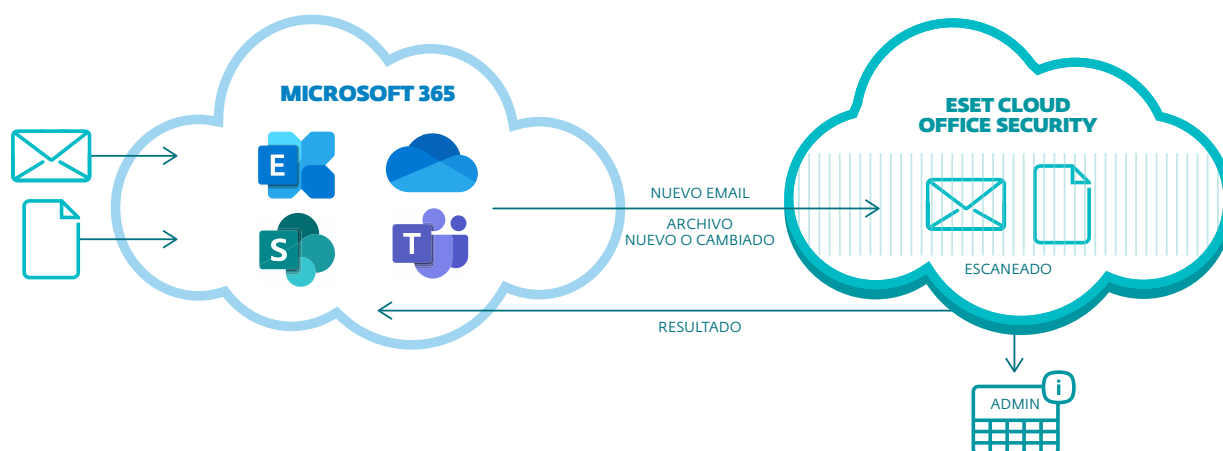 MICROSOFT 365
E
S
T
NUEVO EMAIL
ARCHIVO
NUEVO O CAMBIADO
RESULTADO
ESET CLOUD
OFFICE SECURITY
ESCANEADO
ADMIN
i